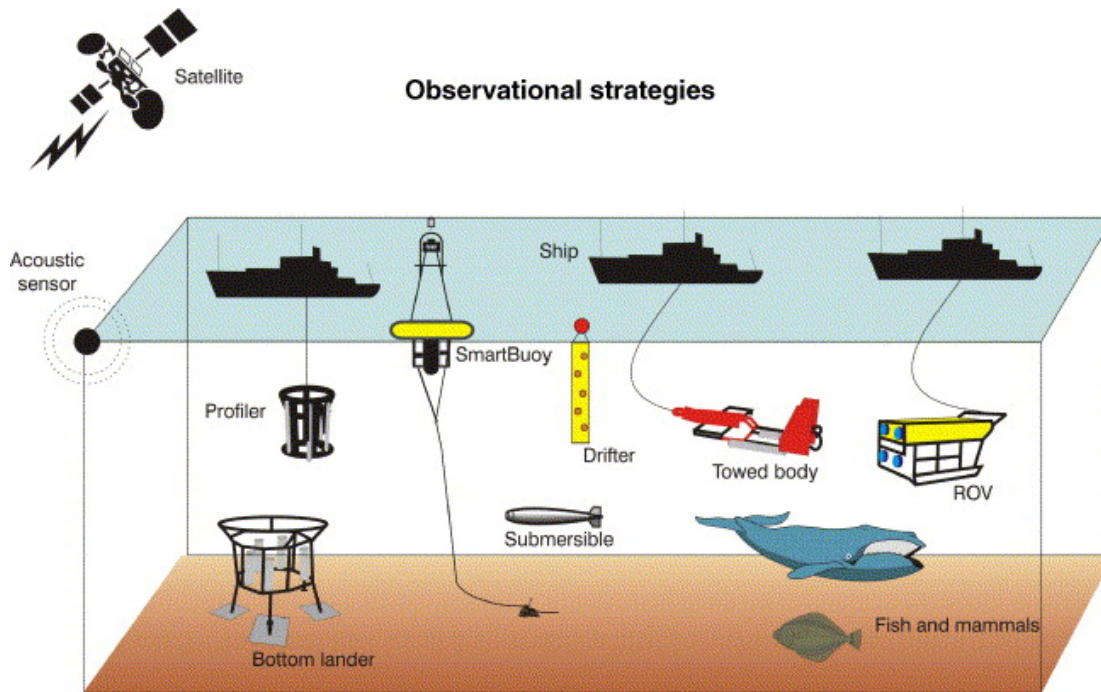 Satellite
Observational strategies
Acoustic
sensor
Ship
SmartBuoy
Profiler
Drifter
Towed body
ROV
Submersible
Fish and mammals
Bottom lander